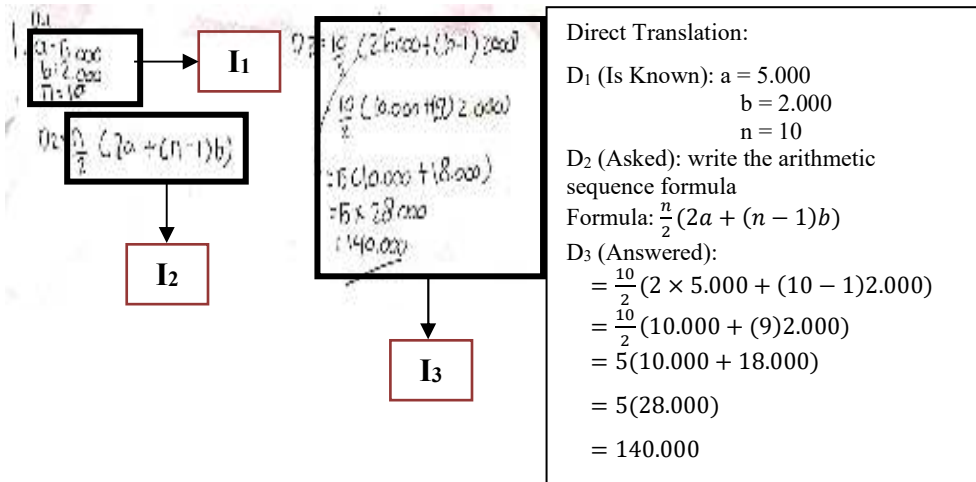 1.
D1
a = 5.000
b = 2.000
n = 10
I1
D2 = n/2 (2a + (n-1)b)
I2
D3 = 10/2 (2 5.000 + (10-1) 2000)
10/2 (10.000 + (9) 2.000)
= 5 (10.000 + 18.000)
= 5 x 28.000
= 140.000
I3
Direct Translation:
D1 (Is Known): a = 5.000
b = 2.000
n = 10
D2 (Asked): write the arithmetic
sequence formula
Formula: n/2 (2a + (n − 1)b)
D3 (Answered):
= 10/2 (2 × 5.000 + (10 − 1)2.000)
= 10/2 (10.000 + (9)2.000)
= 5(10.000 + 18.000)
= 5(28.000)
= 140.000